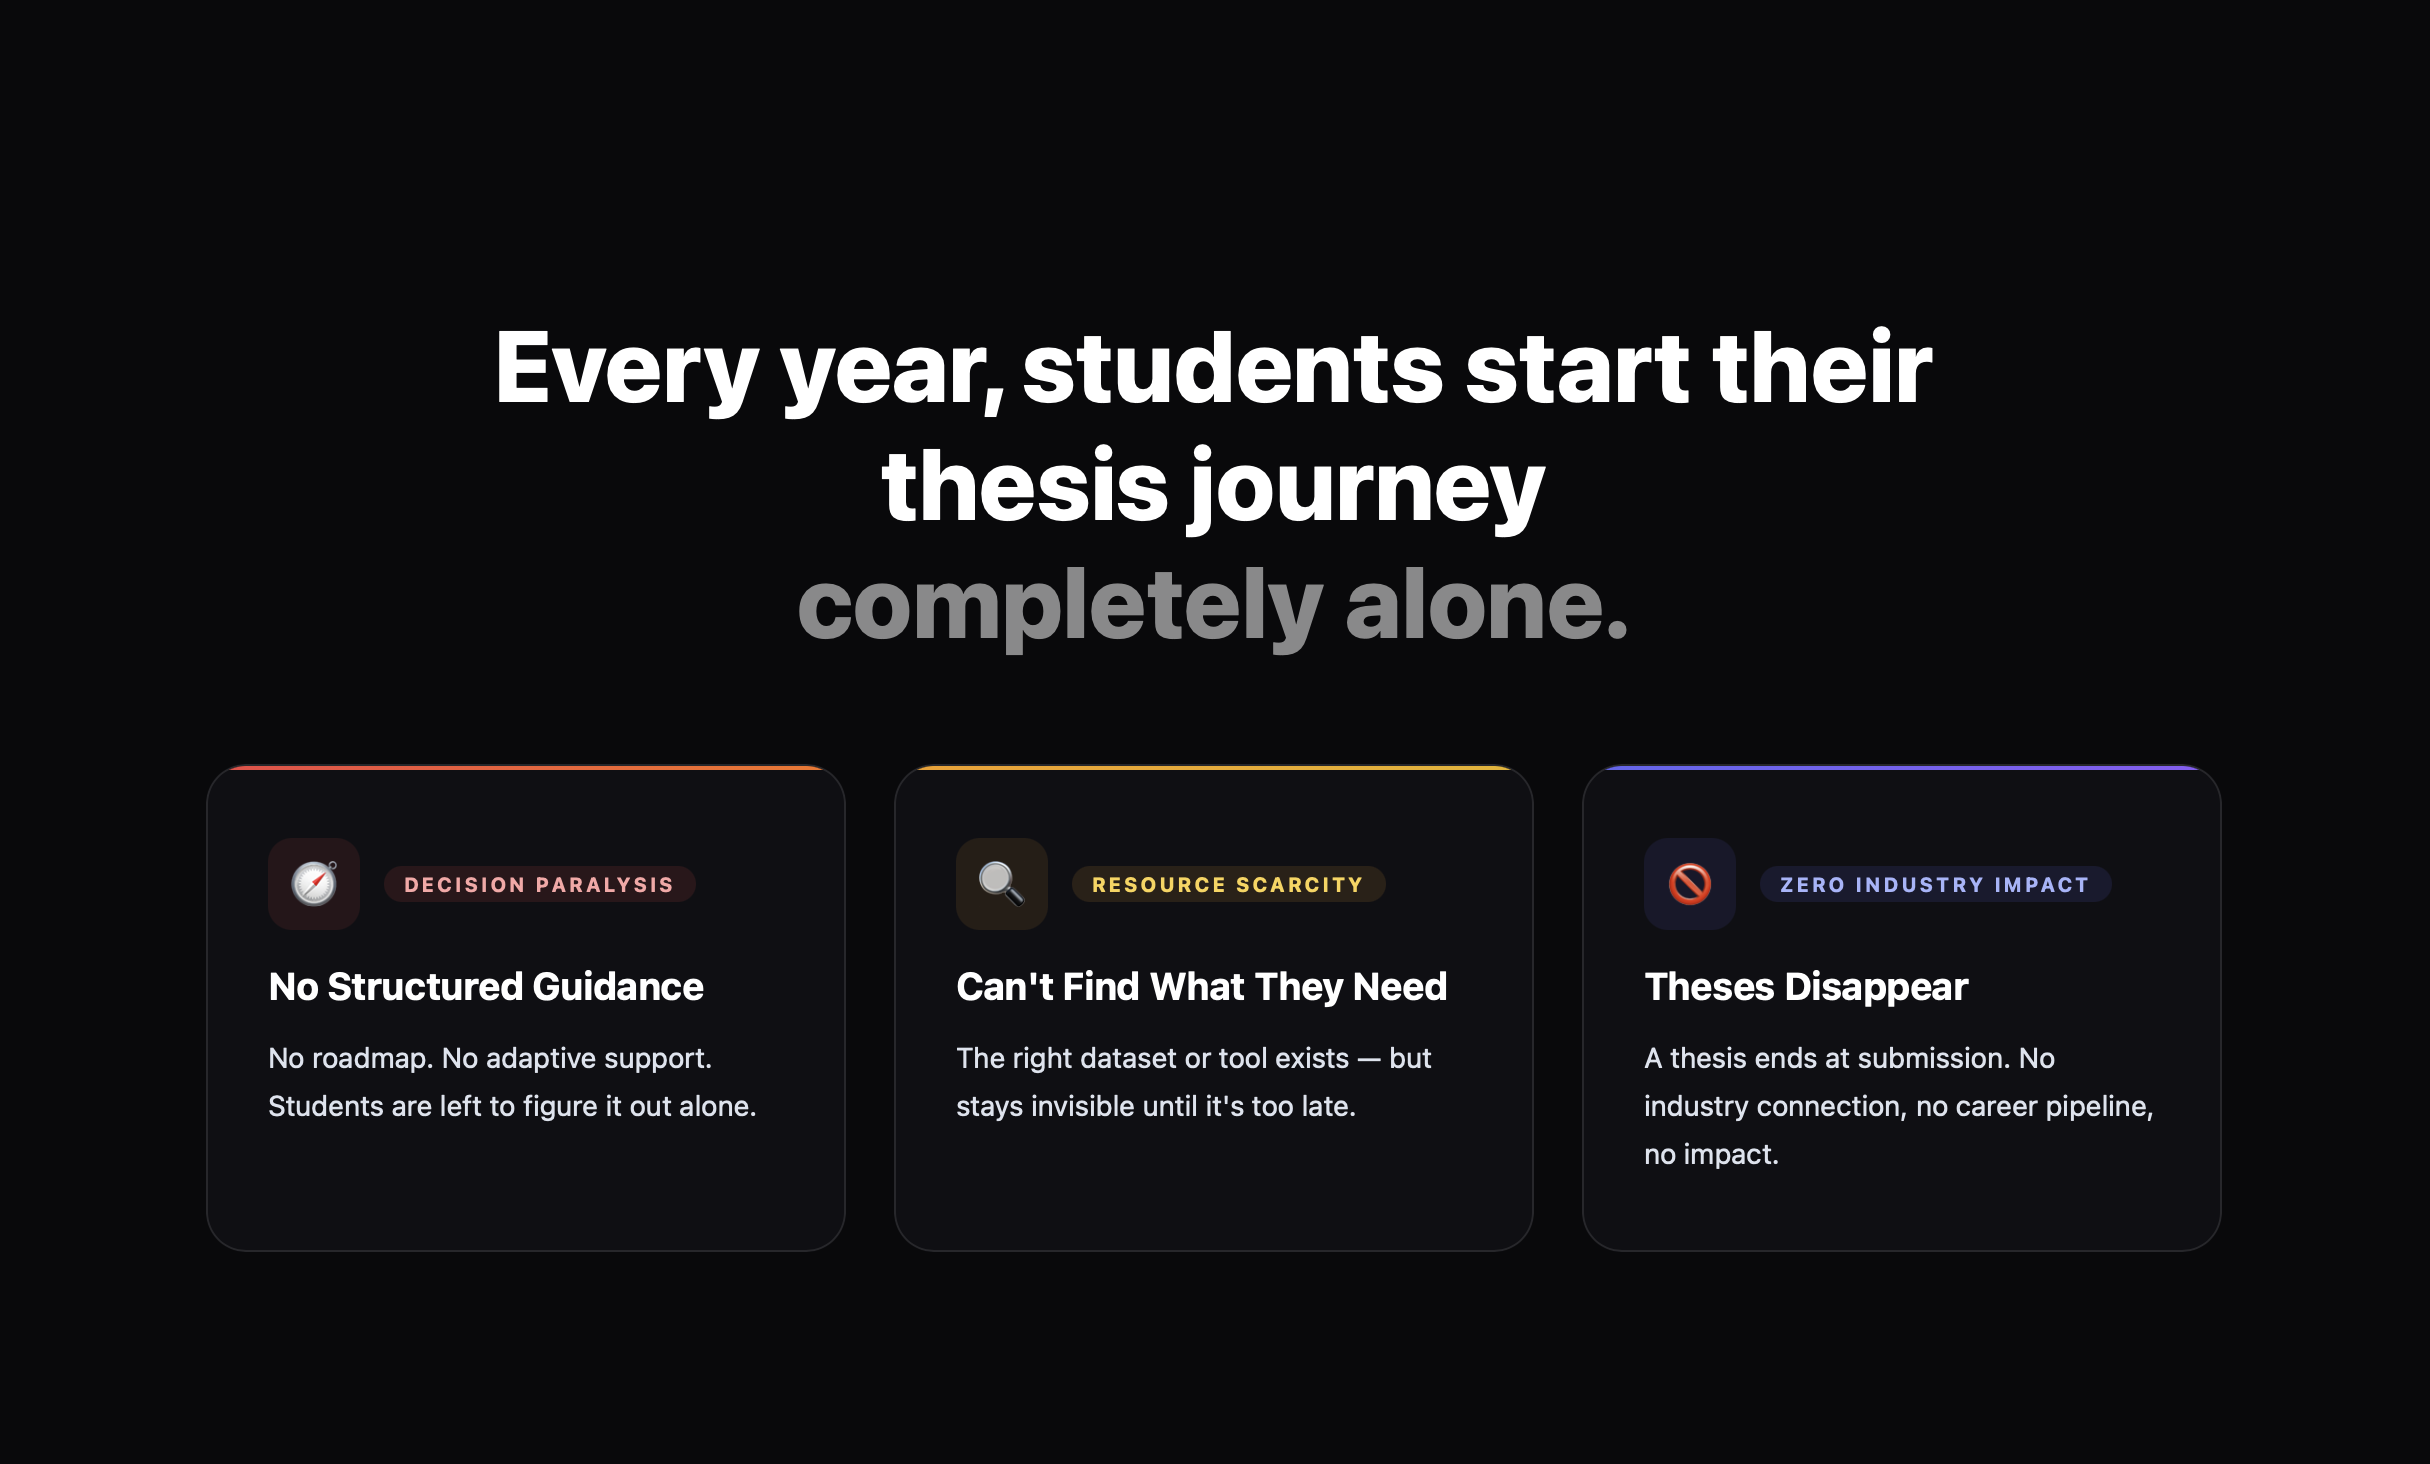 Every year, students start their
thesis journey
completely alone.
DECISION PARALYSIS
No Structured Guidance
No roadmap. No adaptive support.
Students are left to figure it out alone.
RESOURCE SCARCITY
Can't Find What They Need
The right dataset or tool exists — but
stays invisible until it's too late.
ZERO INDUSTRY IMPACT
Theses Disappear
A thesis ends at submission. No
industry connection, no career pipeline,
no impact.